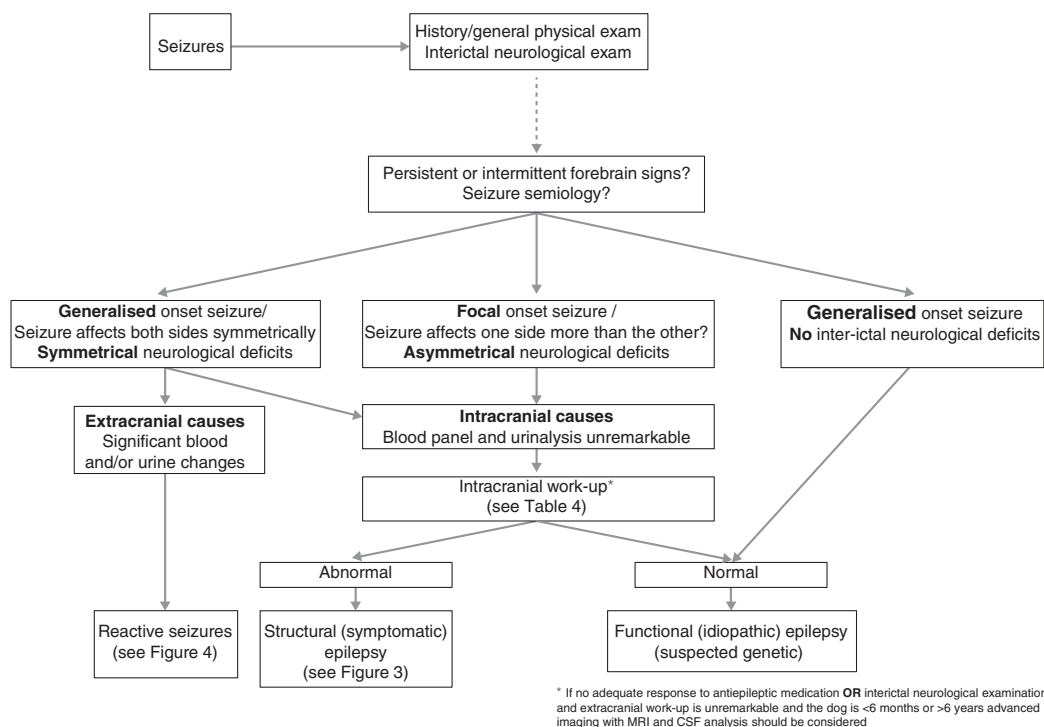 Seizures
History/general physical exam
Interictal neurological exam
Persistent or intermittent forebrain signs?
Seizure semiology?
Generalised onset seizure/
Seizure affects both sides symmetrically
Symmetrical neurological deficits
Focal onset seizure /
Seizure affects one side more than the other?
Asymmetrical neurological deficits
Generalised onset seizure
No inter-ictal neurological deficits
Extracranial causes
Significant blood
and/or urine changes
Intracranial causes
Blood panel and urinalysis unremarkable
Intracranial work-up*
(see Table 4)
Abnormal
Normal
Reactive seizures
(see Figure 4)
Structural (symptomatic)
epilepsy
(see Figure 3)
Functional (idiopathic) epilepsy
(suspected genetic)
* If no adequate response to antiepileptic medication OR interictal neurological examination
and extracranial work-up is unremarkable and the dog is <6 months or >6 years advanced
imaging with MRI and CSF analysis should be considered